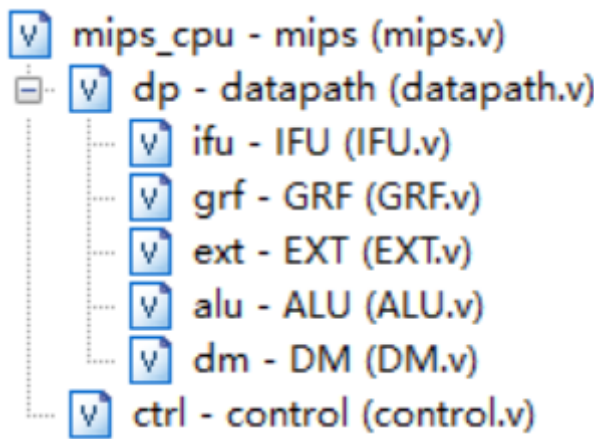 mips_cpu - mips (mips.v)
dp - datapath (datapath.v)
ifu - IFU (IFU.v)
grf - GRF (GRF.v)
ext - EXT (EXT.v)
alu - ALU (ALU.v)
dm - DM (DM.v)
ctrl - control (control.v)